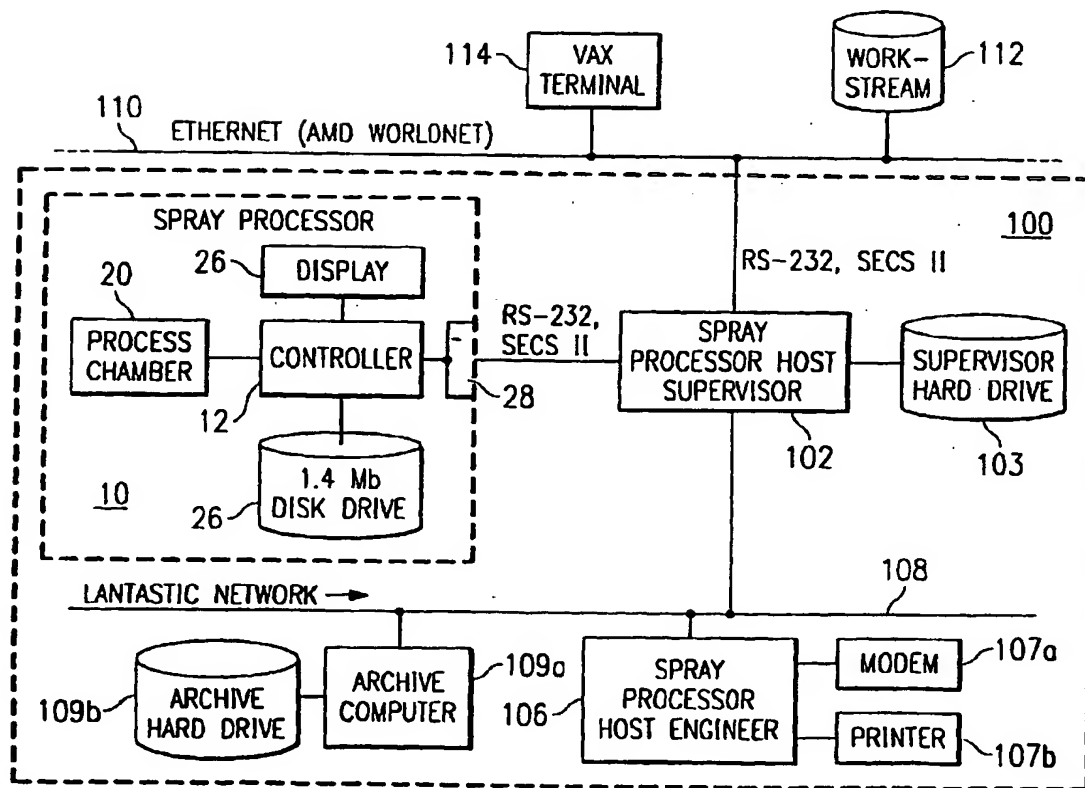 114
VAX
TERMINAL
WORK-
STREAM
112
110
ETHERNET (AMD WORLDNET)
SPRAY PROCESSOR
100
26
DISPLAY
RS-232, SECS II
20
PROCESS
CHAMBER
CONTROLLER
12
RS-232,
SECS II
28
SPRAY
PROCESSOR HOST
SUPERVISOR
102
SUPERVISOR
HARD DRIVE
103
1.4 Mb
DISK DRIVE
10
26
LANTASTIC NETWORK
108
109b
ARCHIVE
HARD DRIVE
ARCHIVE
COMPUTER
109a
106
SPRAY
PROCESSOR
HOST ENGINEER
MODEM
107a
PRINTER
107b